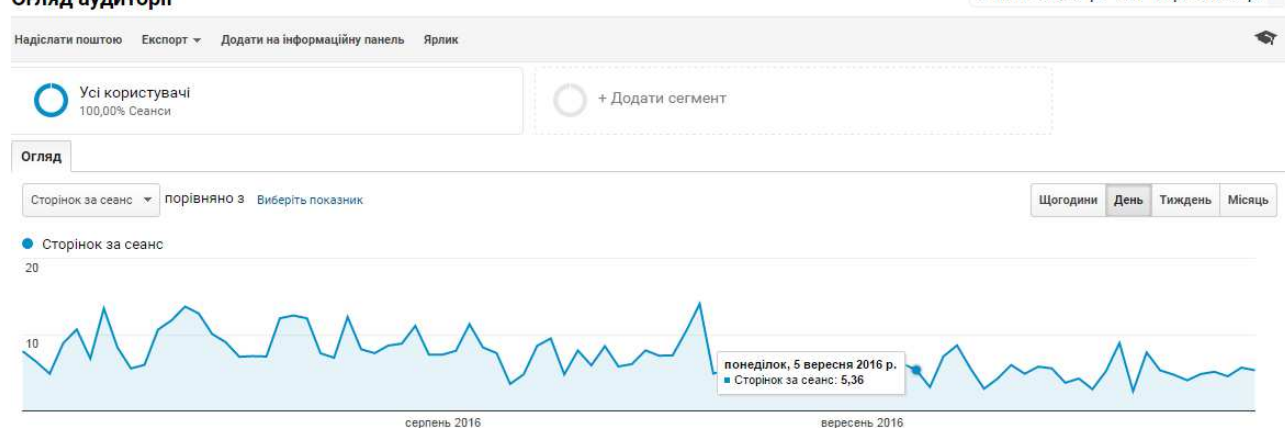 Огляд аудиторії
Надіслати поштою Експорт Додати на інформаційну панель Ярлик
Усі користувачі
100,00% Сеанси
+ Додати сегмент
Огляд
Сторінок за сеанс порівняно з Виберіть показник
Щогодини День Тиждень Місяць
Сторінок за сеанс
20
10
понеділок, 5 вересня 2016 р.
Сторінок за сеанс: 5,36
серпень 2016
вересень 2016